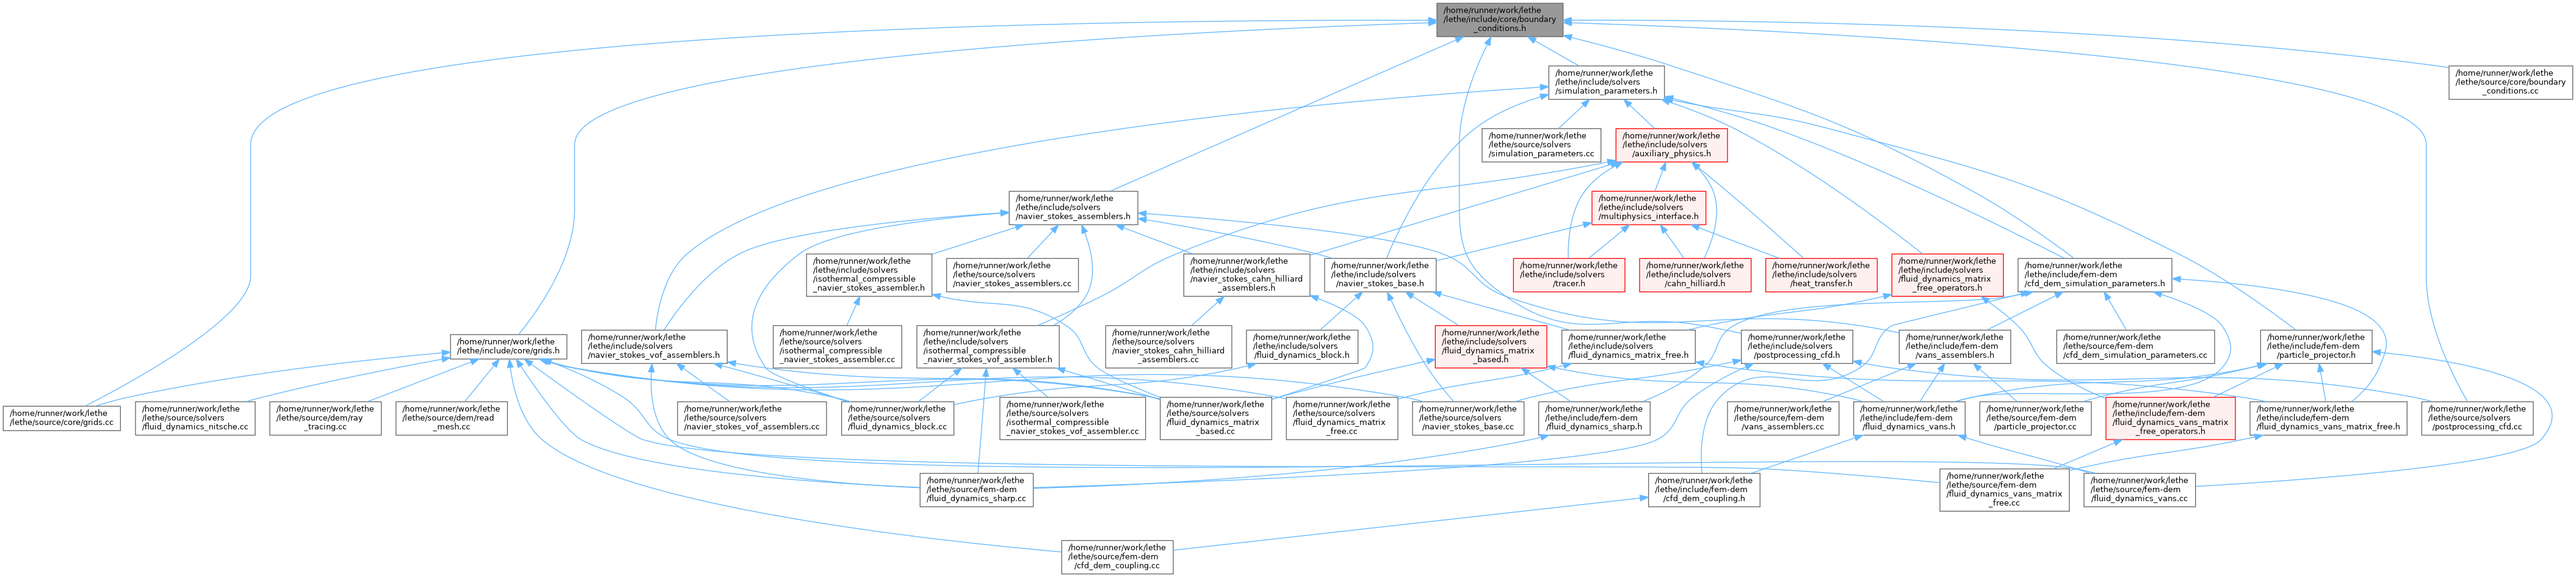 /home/runner/work/lethe
/lethe/include/core/boundary
_conditions.h
/home/runner/work/lethe
/lethe/include/solvers
/simulation_parameters.h
/home/runner/work/lethe
/lethe/source/core/boundary
_conditions.cc
/home/runner/work/lethe
/lethe/source/solvers
/simulation_parameters.cc
/home/runner/work/lethe
/lethe/include/solvers
/auxiliary_physics.h
/home/runner/work/lethe
/lethe/include/solvers
/navier_stokes_assemblers.h
/home/runner/work/lethe
/lethe/include/solvers
/multiphysics_interface.h
/home/runner/work/lethe
/lethe/include/solvers
/isothermal_compressible
_navier_stokes_assembler.h
/home/runner/work/lethe
/lethe/source/solvers
/navier_stokes_assemblers.cc
/home/runner/work/lethe
/lethe/include/solvers
/navier_stokes_cahn_hilliard
_assemblers.h
/home/runner/work/lethe
/lethe/include/solvers
/navier_stokes_base.h
/home/runner/work/lethe
/lethe/include/solvers
/tracer.h
/home/runner/work/lethe
/lethe/include/solvers
/cahn_hilliard.h
/home/runner/work/lethe
/lethe/include/solvers
/heat_transfer.h
/home/runner/work/lethe
/lethe/include/solvers
/fluid_dynamics_matrix
_free_operators.h
/home/runner/work/lethe
/lethe/include/fem-dem
/cfd_dem_simulation_parameters.h
/home/runner/work/lethe
/lethe/include/core/grids.h
/home/runner/work/lethe
/lethe/include/solvers
/navier_stokes_vof_assemblers.h
/home/runner/work/lethe
/lethe/source/solvers
/isothermal_compressible
_navier_stokes_assembler.cc
/home/runner/work/lethe
/lethe/include/solvers
/isothermal_compressible
_navier_stokes_vof_assembler.h
/home/runner/work/lethe
/lethe/source/solvers
/navier_stokes_cahn_hilliard
_assemblers.cc
/home/runner/work/lethe
/lethe/include/solvers
/fluid_dynamics_block.h
/home/runner/work/lethe
/lethe/include/solvers
/fluid_dynamics_matrix
_based.h
/home/runner/work/lethe
/lethe/include/solvers
/fluid_dynamics_matrix_free.h
/home/runner/work/lethe
/lethe/include/solvers
/postprocessing_cfd.h
/home/runner/work/lethe
/lethe/include/fem-dem
/vans_assemblers.h
/home/runner/work/lethe
/lethe/source/fem-dem
/cfd_dem_simulation_parameters.cc
/home/runner/work/lethe
/lethe/include/fem-dem
/particle_projector.h
/home/runner/work/lethe
/lethe/source/core/grids.cc
/home/runner/work/lethe
/lethe/source/solvers
/fluid_dynamics_nitsche.cc
/home/runner/work/lethe
/lethe/source/dem/ray
_tracing.cc
/home/runner/work/lethe
/lethe/source/dem/read
_mesh.cc
/home/runner/work/lethe
/lethe/source/solvers
/navier_stokes_vof_assemblers.cc
/home/runner/work/lethe
/lethe/source/solvers
/fluid_dynamics_block.cc
/home/runner/work/lethe
/lethe/source/solvers
/isothermal_compressible
_navier_stokes_vof_assembler.cc
/home/runner/work/lethe
/lethe/source/solvers
/fluid_dynamics_matrix
_based.cc
/home/runner/work/lethe
/lethe/source/solvers
/fluid_dynamics_matrix
_free.cc
/home/runner/work/lethe
/lethe/source/solvers
/navier_stokes_base.cc
/home/runner/work/lethe
/lethe/include/fem-dem
/fluid_dynamics_sharp.h
/home/runner/work/lethe
/lethe/source/fem-dem
/vans_assemblers.cc
/home/runner/work/lethe
/lethe/include/fem-dem
/fluid_dynamics_vans.h
/home/runner/work/lethe
/lethe/source/fem-dem
/particle_projector.cc
/home/runner/work/lethe
/lethe/include/fem-dem
/fluid_dynamics_vans_matrix
_free_operators.h
/home/runner/work/lethe
/lethe/include/fem-dem
/fluid_dynamics_vans_matrix_free.h
/home/runner/work/lethe
/lethe/source/solvers
/postprocessing_cfd.cc
/home/runner/work/lethe
/lethe/source/fem-dem
/fluid_dynamics_sharp.cc
/home/runner/work/lethe
/lethe/include/fem-dem
/cfd_dem_coupling.h
/home/runner/work/lethe
/lethe/source/fem-dem
/fluid_dynamics_vans_matrix
_free.cc
/home/runner/work/lethe
/lethe/source/fem-dem
/fluid_dynamics_vans.cc
/home/runner/work/lethe
/lethe/source/fem-dem
/cfd_dem_coupling.cc